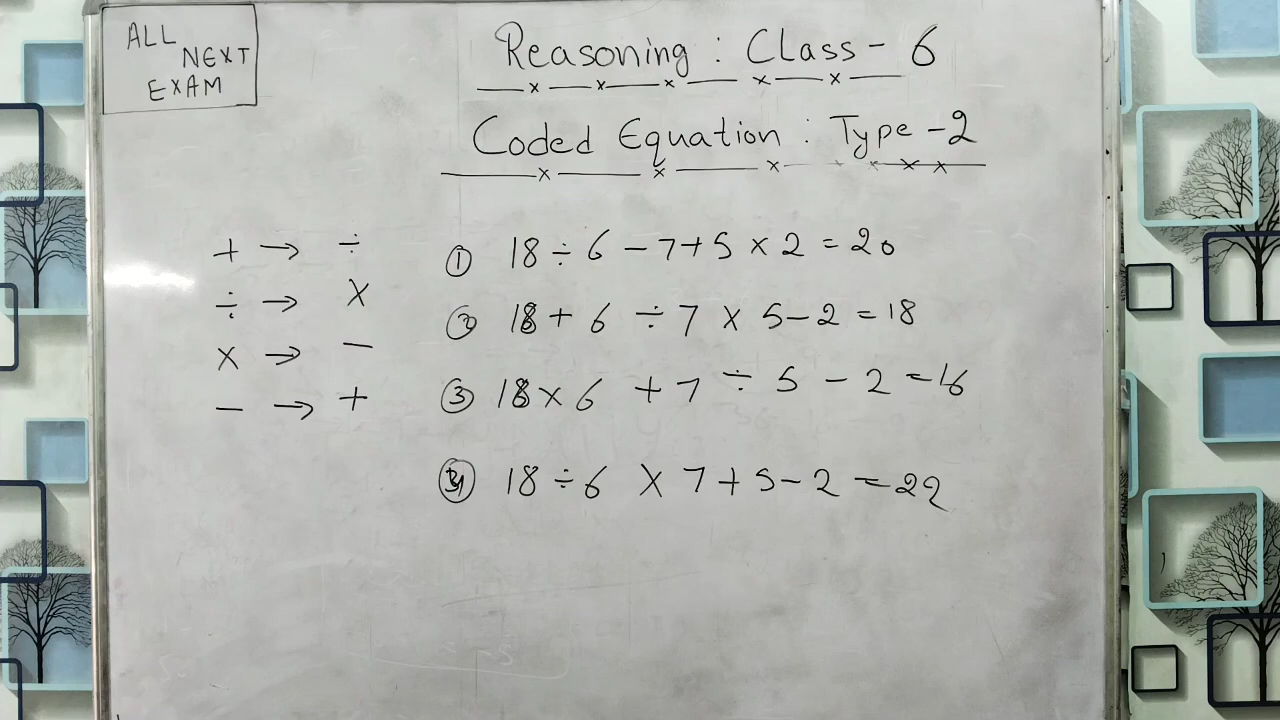 ALL
NEXT
EXAM
Reasoning : CLass - 6
Coded Equation : Type - 2
+ → ÷
÷ → ×
× → −
− → +
① 18 ÷ 6 − 7 + 5 × 2 = 20
② 18 + 6 ÷ 7 × 5 − 2 = 18
③ 18 × 6 + 7 ÷ 5 − 2 = 16
④ 18 ÷ 6 × 7 + 5 − 2 = 22